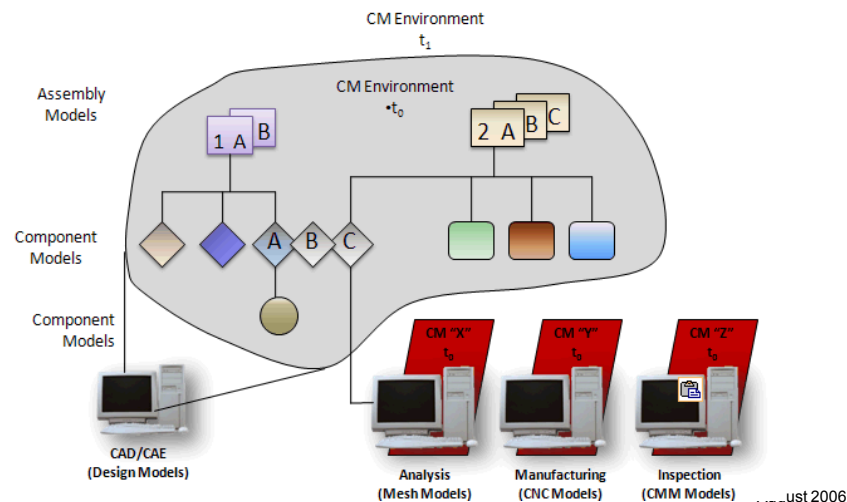 CM Environment
t1
Assembly
Models
CM Environment
•t0
1 A B
2 A B C
Component
Models
A B C
Component
Models
CM “X”
t0
CM “Y”
t0
CM “Z”
t0
CAD/CAE
(Design Models)
Analysis
(Mesh Models)
Manufacturing
(CNC Models)
Inspection
(CMM Models)
2006